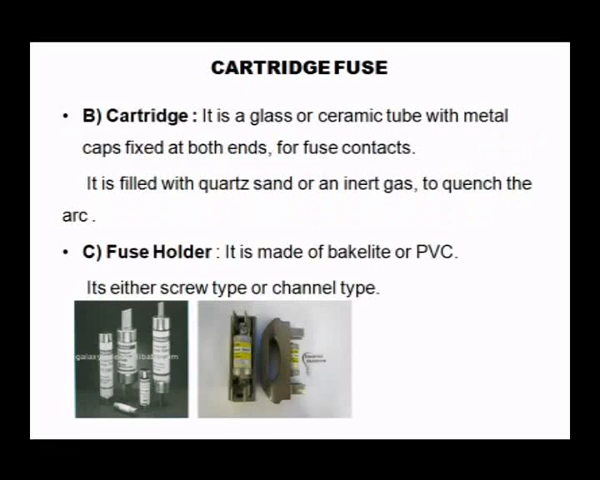 CARTRIDGE FUSE
• B) Cartridge : It is a glass or ceramic tube with metal
caps fixed at both ends, for fuse contacts.
It is filled with quartz sand or an inert gas, to quench the
arc .
• C) Fuse Holder : It is made of bakelite or PVC.
Its either screw type or channel type.